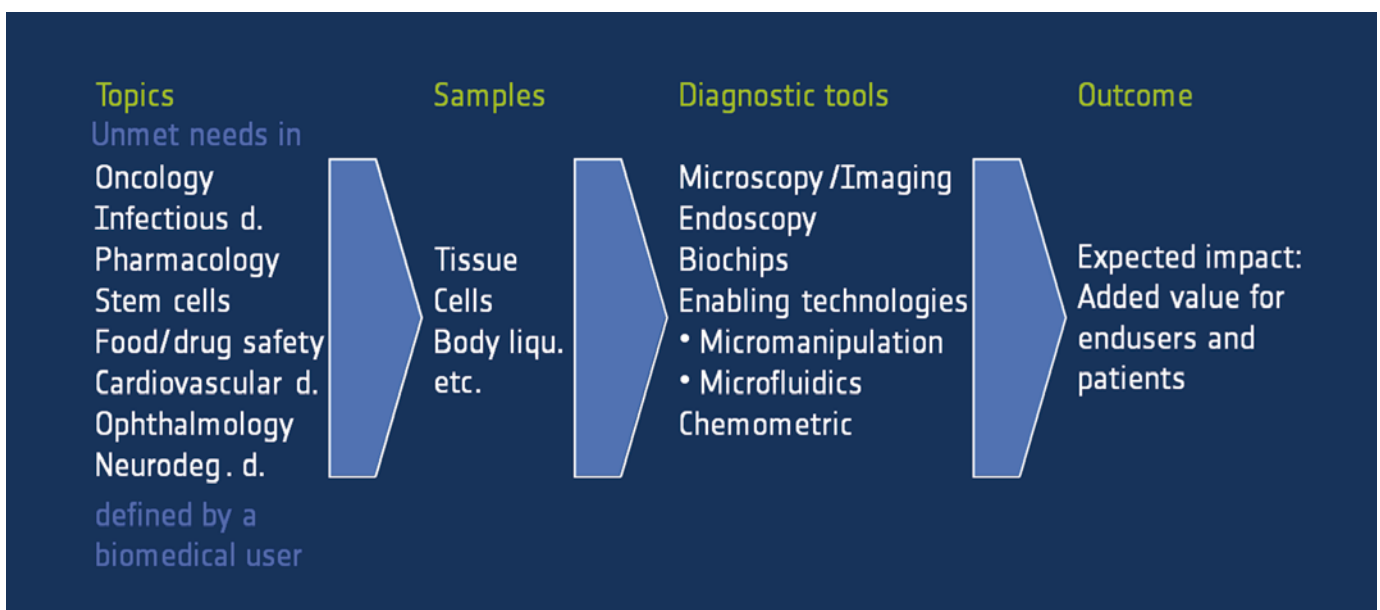 Topics
Unmet needs in
Oncology
Infectious d.
Pharmacology
Stem cells
Food/drug safety
Cardiovascular d.
Ophthalmology
Neurodeg. d.
defined by a
biomedical user
Samples
Tissue
Cells
Body liqu.
etc.
Diagnostic tools
Microscopy/Imaging
Endoscopy
Biochips
Enabling technologies
• Micromanipulation
• Microfluidics
Chemometric
Outcome
Expected impact:
Added value for
endusers and
patients